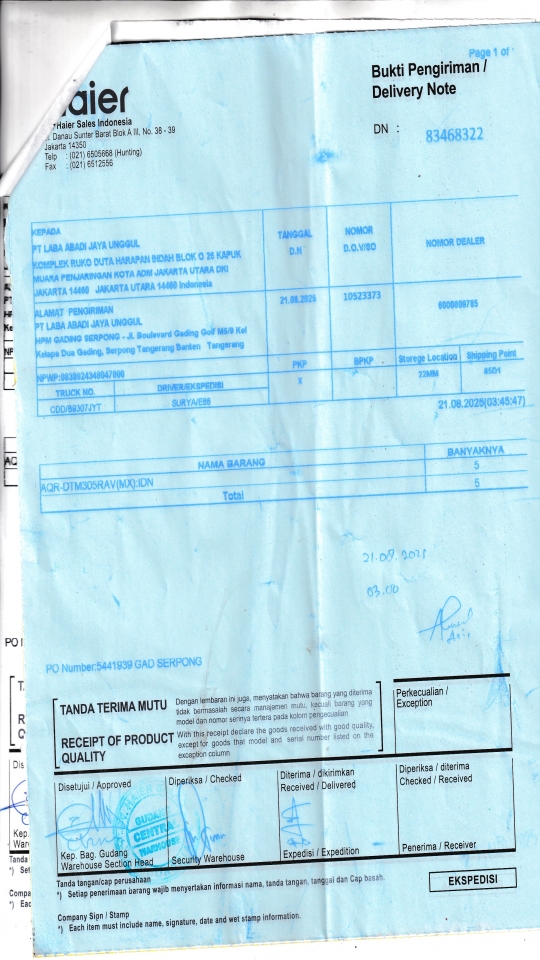 Page 1 of
Haier
Haier Sales Indonesia
Danau Sunter Barat Blok A III, No. 38 - 39
Jakarta 14350
Telp : (021) 6505668 (Hunting)
Fax : (021) 6512556
Bukti Pengiriman /
Delivery Note
DN : 83468322
KEPADA
PT LABA ABADI JAYA UNGGUL
KOMPLEK RUKO DUTA HARAPAN INDAH BLOK O 26 KAPUK
MUARA PENJARINGAN KOTA ADM JAKARTA UTARA DKI
JAKARTA 14460 JAKARTA UTARA 14460 Indonesia
TANGGAL
D.N
NOMOR
D.O.V/SO
NOMOR DEALER
ALAMAT PENGIRIMAN
PT LABA ABADI JAYA UNGGUL
HPM GADING SERPONG - Jl. Boulevard Gading Golf M5/9 Kel
Kelapa Dua Gading, Serpong Tangerang Banten Tangerang
21.08.2025
10523373
PKP
BPKP
Storege Location
Shipping Point
X
22MM
85D1
TRUCK NO.
DRIVER/EKSPEDISI
SURYA/E86
21.08.2025(03:45:47)
NAMA BARANG
BANYAKNYA
AQR-DTM305RAV(MX):IDN
5
Total
5
21.08.2025
03.00
PO Number:5441939 GAD SERPONG
TANDA TERIMA MUTU
Dengan lembaran ini juga, menyatakan bahwa barang yang diterima
tidak bermasalah secara manajemen mutu, kecuali barang yang
model dan nomor serinya tertera pada kolom pengecualian
RECEIPT OF PRODUCT
QUALITY
With this receipt declare the goods received with good quality,
except for goods that model and serial number listed on the
exception column
Perkecualian /
Exception
Disetujui / Approved
Diperiksa / Checked
Diterima / dikirimkan
Received / Delivered
Diperiksa / diterima
Checked / Received
GUDANG
CENTRAL
WAREHOUSE
Kep. Bag. Gudang
Warehouse Section Head
Security Warehouse
Expedisi / Expedition
Penerima / Receiver
Tanda tangan/cap perusahaan
*) Setiap penerimaan barang wajib menyertakan informasi nama, tanda tangan, tanggal dan Cap basah.
EKSPEDISI
Company Sign / Stamp
*) Each item must include name, signature, date and wet stamp information.